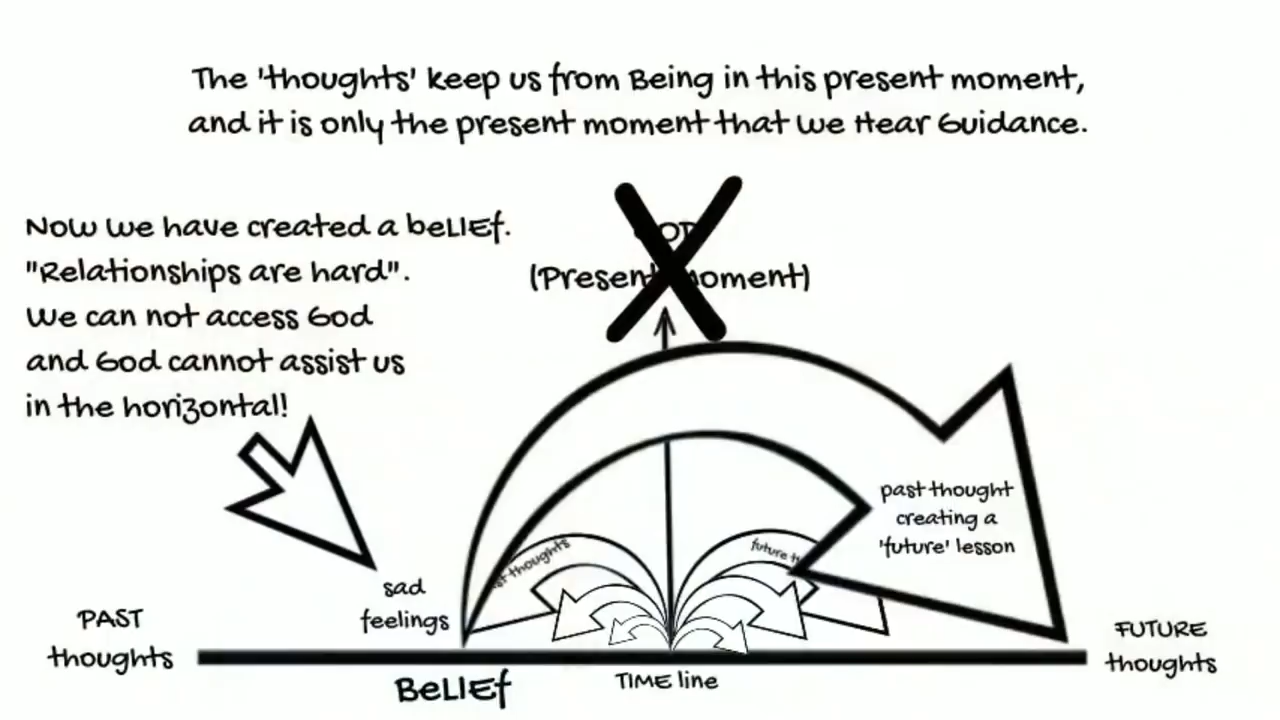 The 'thoughts' keep us from Being in this present moment,
and it is only the present moment that we Hear Guidance.
Now we have created a beLIEf.
"Relationships are hard".
We can not access God
and God cannot assist us
in the horizontal!
(Present moment)
past thought
creating a
'future' lesson
thoughts
future
sad
feelings
PAST
thoughts
BeLIEf
TIME line
FUTURE
thoughts